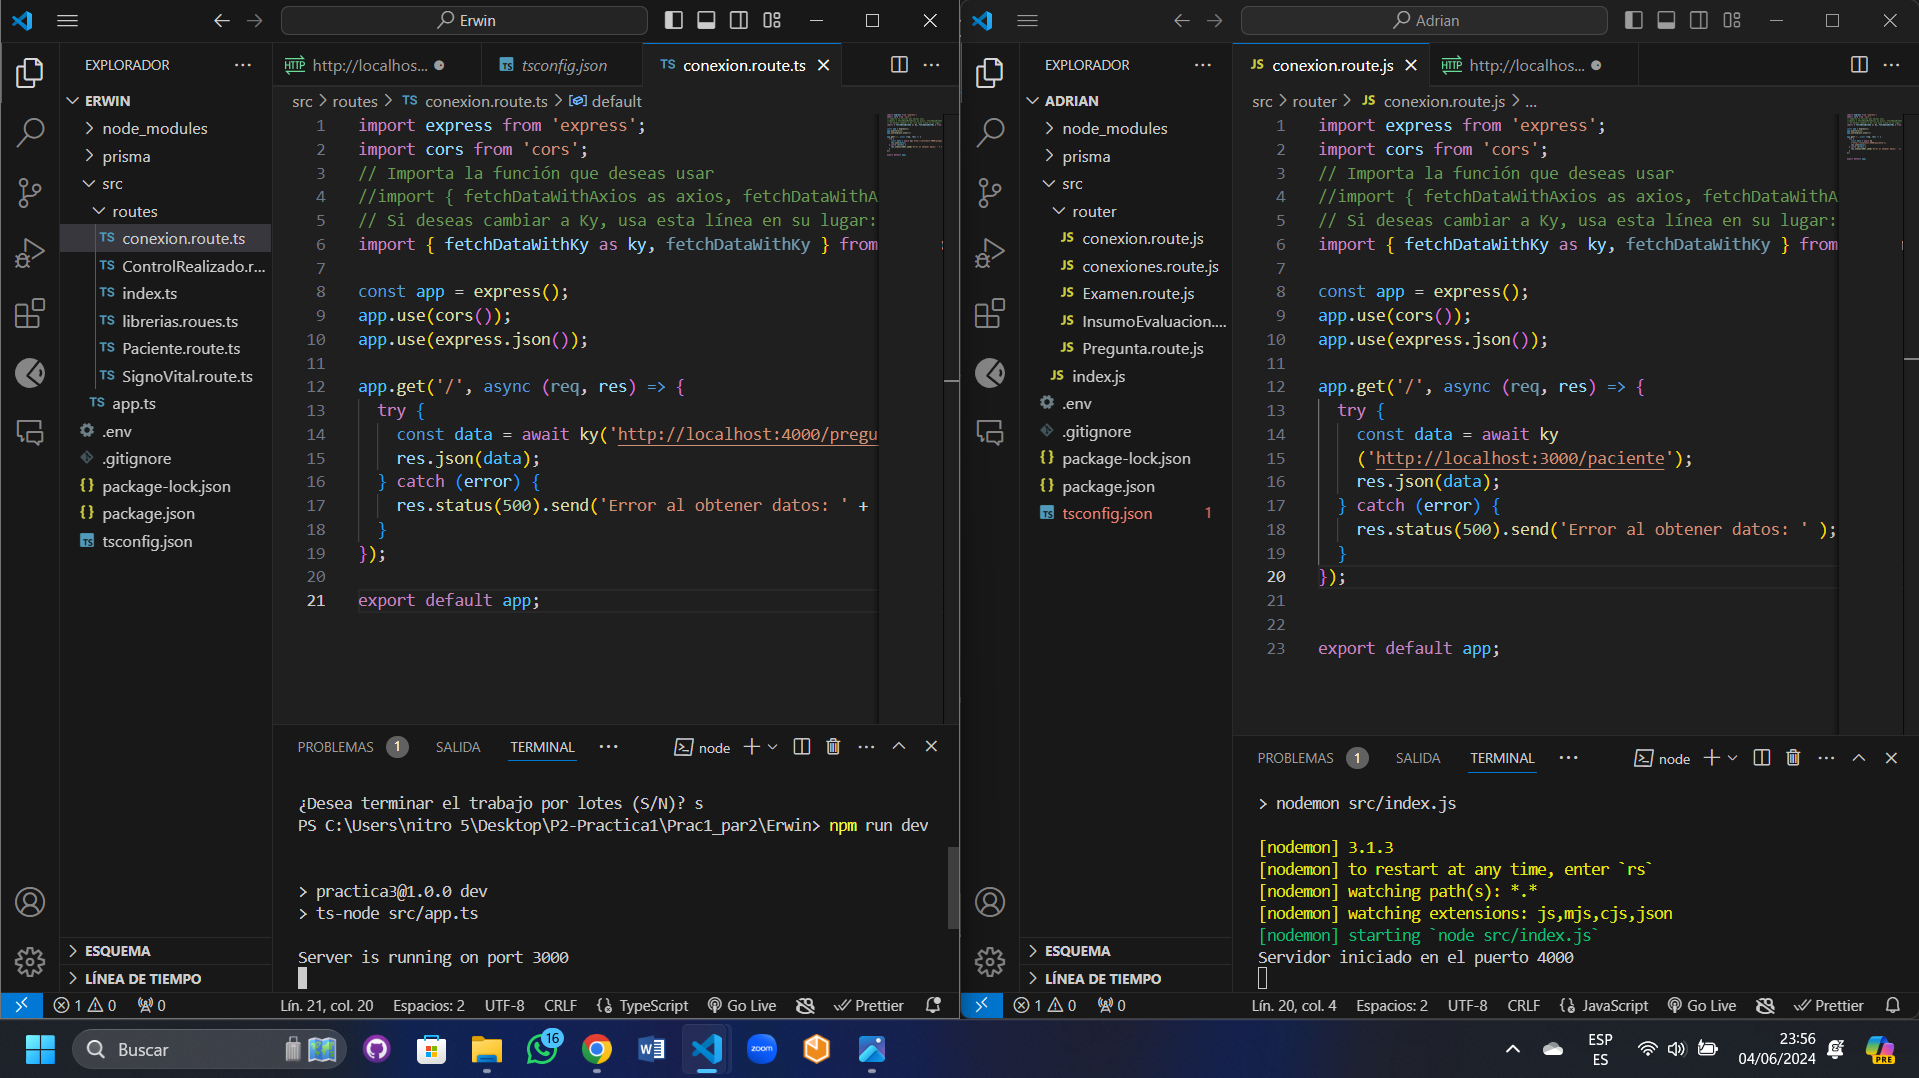 Erwin
EXPLORADOR
ERWIN
node_modules
prisma
src
routes
TS conexion.route.ts
TS ControlRealizado.r...
TS index.ts
TS librerias.roues.ts
TS Paciente.route.ts
TS SignoVital.route.ts
TS app.ts
.env
.gitignore
{} package-lock.json
{} package.json
TS tsconfig.json
ESQUEMA
LÍNEA DE TIEMPO
HTTP http://localhos...
TS tsconfig.json
TS conexion.route.ts
src > routes > TS conexion.route.ts > default
1 import express from 'express';
2 import cors from 'cors';
3 // Importa la función que deseas usar
4 //import { fetchDataWithAxios as axios, fetchDataWithA
5 // Si deseas cambiar a Ky, usa esta línea en su lugar:
6 import { fetchDataWithKy as ky, fetchDataWithKy } from
7
8 const app = express();
9 app.use(cors());
10 app.use(express.json());
11
12 app.get('/', async (req, res) => {
13 try {
14 const data = await ky('http://localhost:4000/pregu
15 res.json(data);
16 } catch (error) {
17 res.status(500).send('Error al obtener datos: ' +
18 }
19 });
20
21 export default app;
PROBLEMAS 1 SALIDA TERMINAL ··· node
¿Desea terminar el trabajo por lotes (S/N)? s
PS C:\Users\nitro 5\Desktop\P2-Practica1\Prac1_par2\Erwin> npm run dev
> practica3@1.0.0 dev
> ts-node src/app.ts
Server is running on port 3000
1 0 0 Lín. 21, col. 20 Espacios: 2 UTF-8 CRLF {} TypeScript Go Live Prettier
Adrian
EXPLORADOR
ADRIAN
node_modules
prisma
src
router
JS conexion.route.js
JS conexiones.route.js
JS Examen.route.js
JS InsumoEvaluacion....
JS Pregunta.route.js
JS index.js
.env
.gitignore
{} package-lock.json
{} package.json
TS tsconfig.json 1
ESQUEMA
LÍNEA DE TIEMPO
JS conexion.route.js
HTTP http://localhos...
src > router > JS conexion.route.js > ...
1 import express from 'express';
2 import cors from 'cors';
3 // Importa la función que deseas usar
4 //import { fetchDataWithAxios as axios, fetchDataWithA
5 // Si deseas cambiar a Ky, usa esta línea en su lugar:
6 import { fetchDataWithKy as ky, fetchDataWithKy } from
7
8 const app = express();
9 app.use(cors());
10 app.use(express.json());
11
12 app.get('/', async (req, res) => {
13 try {
14 const data = await ky
15 ('http://localhost:3000/paciente');
16 res.json(data);
17 } catch (error) {
18 res.status(500).send('Error al obtener datos: ' );
19 }
20 });
21
22
23 export default app;
PROBLEMAS 1 SALIDA TERMINAL ··· node
> nodemon src/index.js
[nodemon] 3.1.3
[nodemon] to restart at any time, enter `rs`
[nodemon] watching path(s): *.*
[nodemon] watching extensions: js,mjs,cjs,json
[nodemon] starting `node src/index.js`
Servidor iniciado en el puerto 4000
1 0 0 Lín. 20, col. 4 Espacios: 2 UTF-8 CRLF {} JavaScript Go Live Prettier
Buscar
16
zoom
ESP
ES
23:56
04/06/2024
PRE